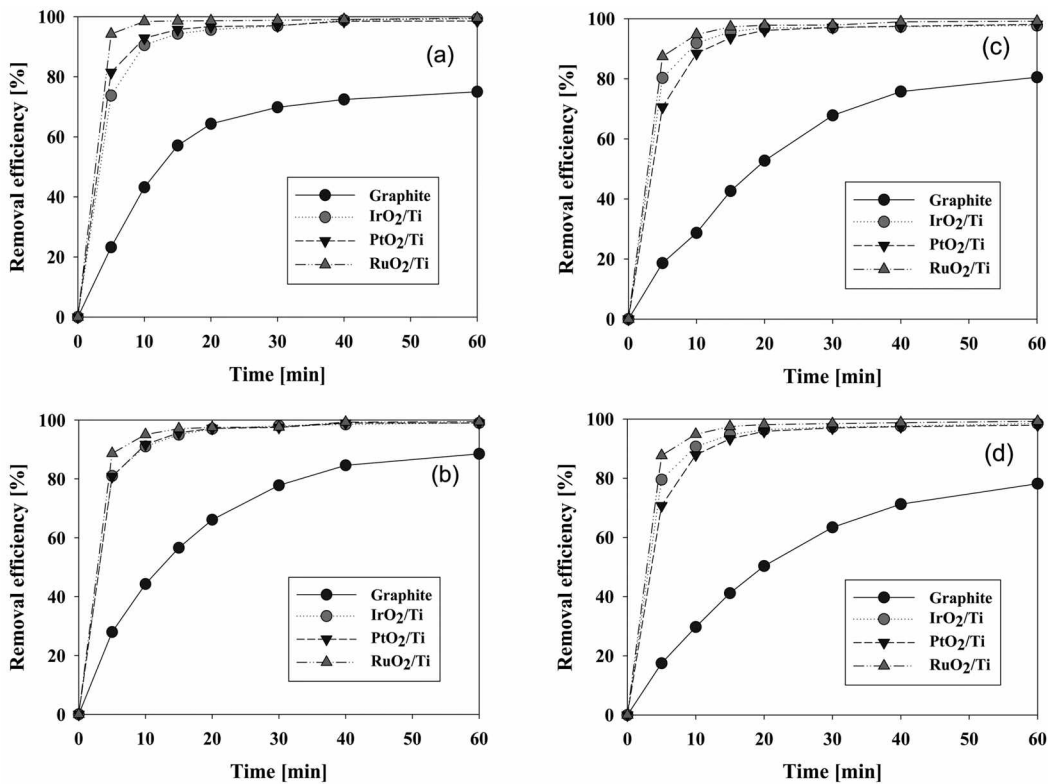 100
80
60
40
20
0
Removal efficiency [%]
(a)
Graphite
IrO2/Ti
PtO2/Ti
RuO2/Ti
0 10 20 30 40 50 60
Time [min]
100
80
60
40
20
0
Removal efficiency [%]
(c)
Graphite
IrO2/Ti
PtO2/Ti
RuO2/Ti
0 10 20 30 40 50 60
Time [min]
100
80
60
40
20
0
Removal efficiency [%]
(b)
Graphite
IrO2/Ti
PtO2/Ti
RuO2/Ti
0 10 20 30 40 50 60
Time [min]
100
80
60
40
20
0
Removal efficiency [%]
(d)
Graphite
IrO2/Ti
PtO2/Ti
RuO2/Ti
0 10 20 30 40 50 60
Time [min]